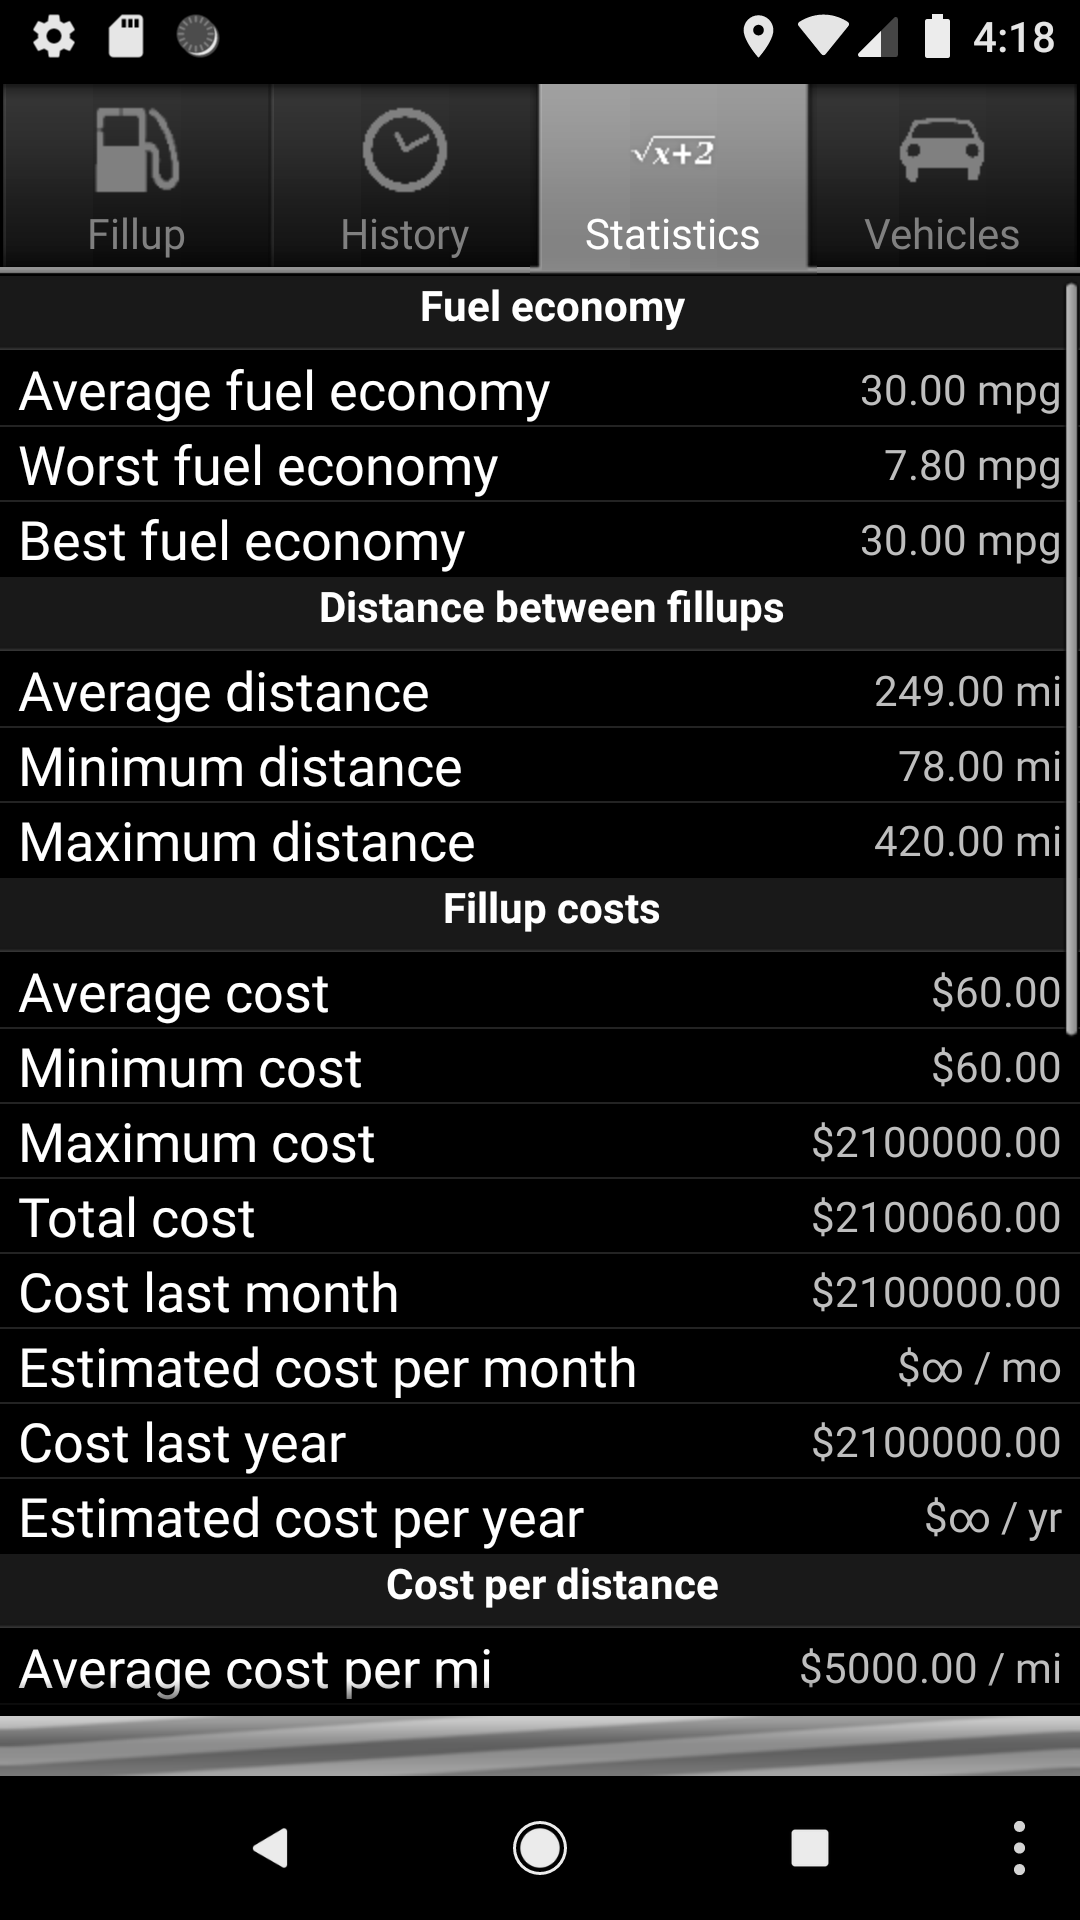 4:18
√x+2
Fillup
History
Statistics
Vehicles
Fuel economy
Average fuel economy 30.00 mpg
Worst fuel economy 7.80 mpg
Best fuel economy 30.00 mpg
Distance between fillups
Average distance 249.00 mi
Minimum distance 78.00 mi
Maximum distance 420.00 mi
Fillup costs
Average cost $60.00
Minimum cost $60.00
Maximum cost $2100000.00
Total cost $2100060.00
Cost last month $2100000.00
Estimated cost per month $∞ / mo
Cost last year $2100000.00
Estimated cost per year $∞ / yr
Cost per distance
Average cost per mi $5000.00 / mi